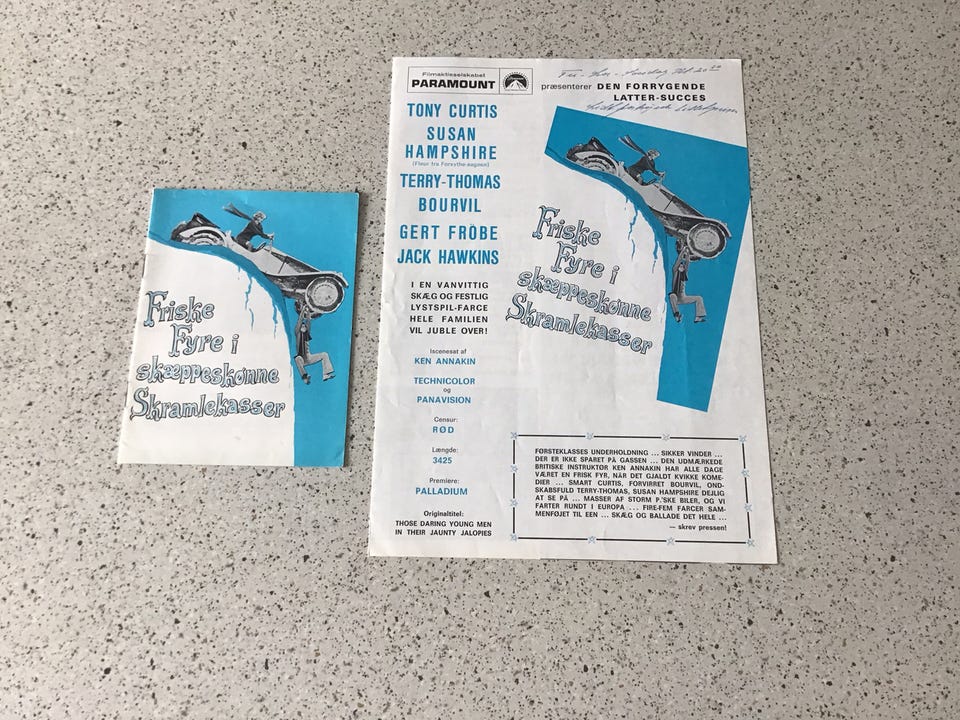 Friske
Fyre i
skæppeskønne
Skramlekasser
Filmaktieselskabet
PARAMOUNT
præsenterer DEN FORRYGENDE
LATTER-SUCCES
TONY CURTIS
SUSAN
HAMPSHIRE
(Fleur fra Forsythe-sagaen)
TERRY-THOMAS
BOURVIL
GERT FRÖBE
JACK HAWKINS
I EN VANVITTIG
SKÆG OG FESTLIG
LYSTSPIL-FARCE
HELE FAMILIEN
VIL JUBLE OVER!
Iscenesat af
KEN ANNAKIN
TECHNICOLOR
og
PANAVISION
Censur:
RØD
Længde:
3425
Premiere:
PALLADIUM
Originaltitel:
THOSE DARING YOUNG MEN
IN THEIR JAUNTY JALOPIES
Friske
Fyre i
skæppeskønne
Skramlekasser
FØRSTEKLASSES UNDERHOLDNING ... SIKKER VINDER ...
DER ER IKKE SPARET PÅ GASSEN ... DEN UDMÆRKEDE
BRITISKE INSTRUKTØR KEN ANNAKIN HAR ALLE DAGE
VÆRET EN FRISK FYR, NÅR DET GJALDT KVIKKE KOME-
DIER ... SMART CURTIS, FORVIRRET BOURVIL, OND-
SKABSFULD TERRY-THOMAS, SUSAN HAMPSHIRE DEJLIG
AT SE PÅ ... MASSER AF STORM P.'SKE BILER, OG VI
FARTER RUNDT I EUROPA ... FIRE-FEM FARCER SAM-
MENFØJET TIL EEN ... SKÆG OG BALLADE DET HELE ...
— skrev pressen!